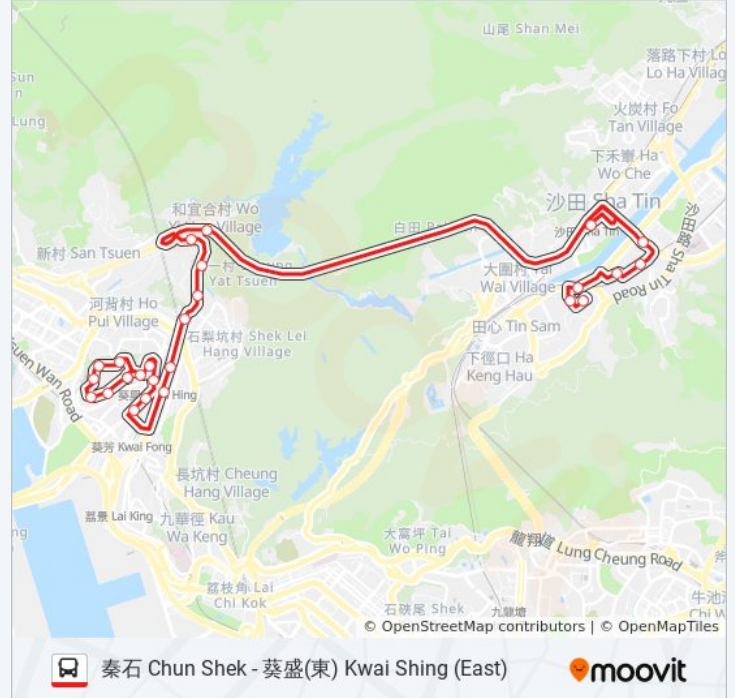 山尾 Shan Mei
落路下村 Lo
Lo Ha Villag
Sun
Lung
火炭村 Fo
Tan Village
下禾輋 Ha
Wo Che
沙田 Sha Tin
和宜合村 Wo
Village
白田
新村 San Tsuen
一村
Yat Tsuen
大圍村 Tai
Wai Village
Sha Tin Road
河背村 Ho
Pui Village
石梨坑村 Shek Lei
Hang Village
田心 Tin Sam
下徑口 Ha
Keng Hau
suen Wan Road
Hing
葵芳 Kwai Fong
長坑村 Cheung
Hang Village
荔景 Lai King
九華徑 Kau
Wa Keng
ng
大窩坪 Tai
Wo Ping
龍翔道 Lung Cheung Road
荔枝角 Lai
Chi Kok
石硤尾 Shek
九龍塘
斧
牛池
Chi W
© OpenStreetMap contributors | © OpenMapTiles
秦石 Chun Shek - 葵盛(東) Kwai Shing (East)
moovit